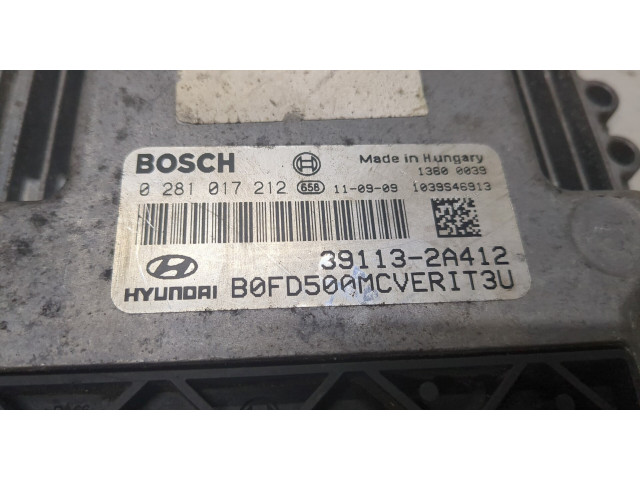 BOSCH Made in Hungary
1360 0039
0 281 017 212 658 11-09-09 1039S46913
39113-2A412
HYUNDAI B0FD500MCVERIT3U